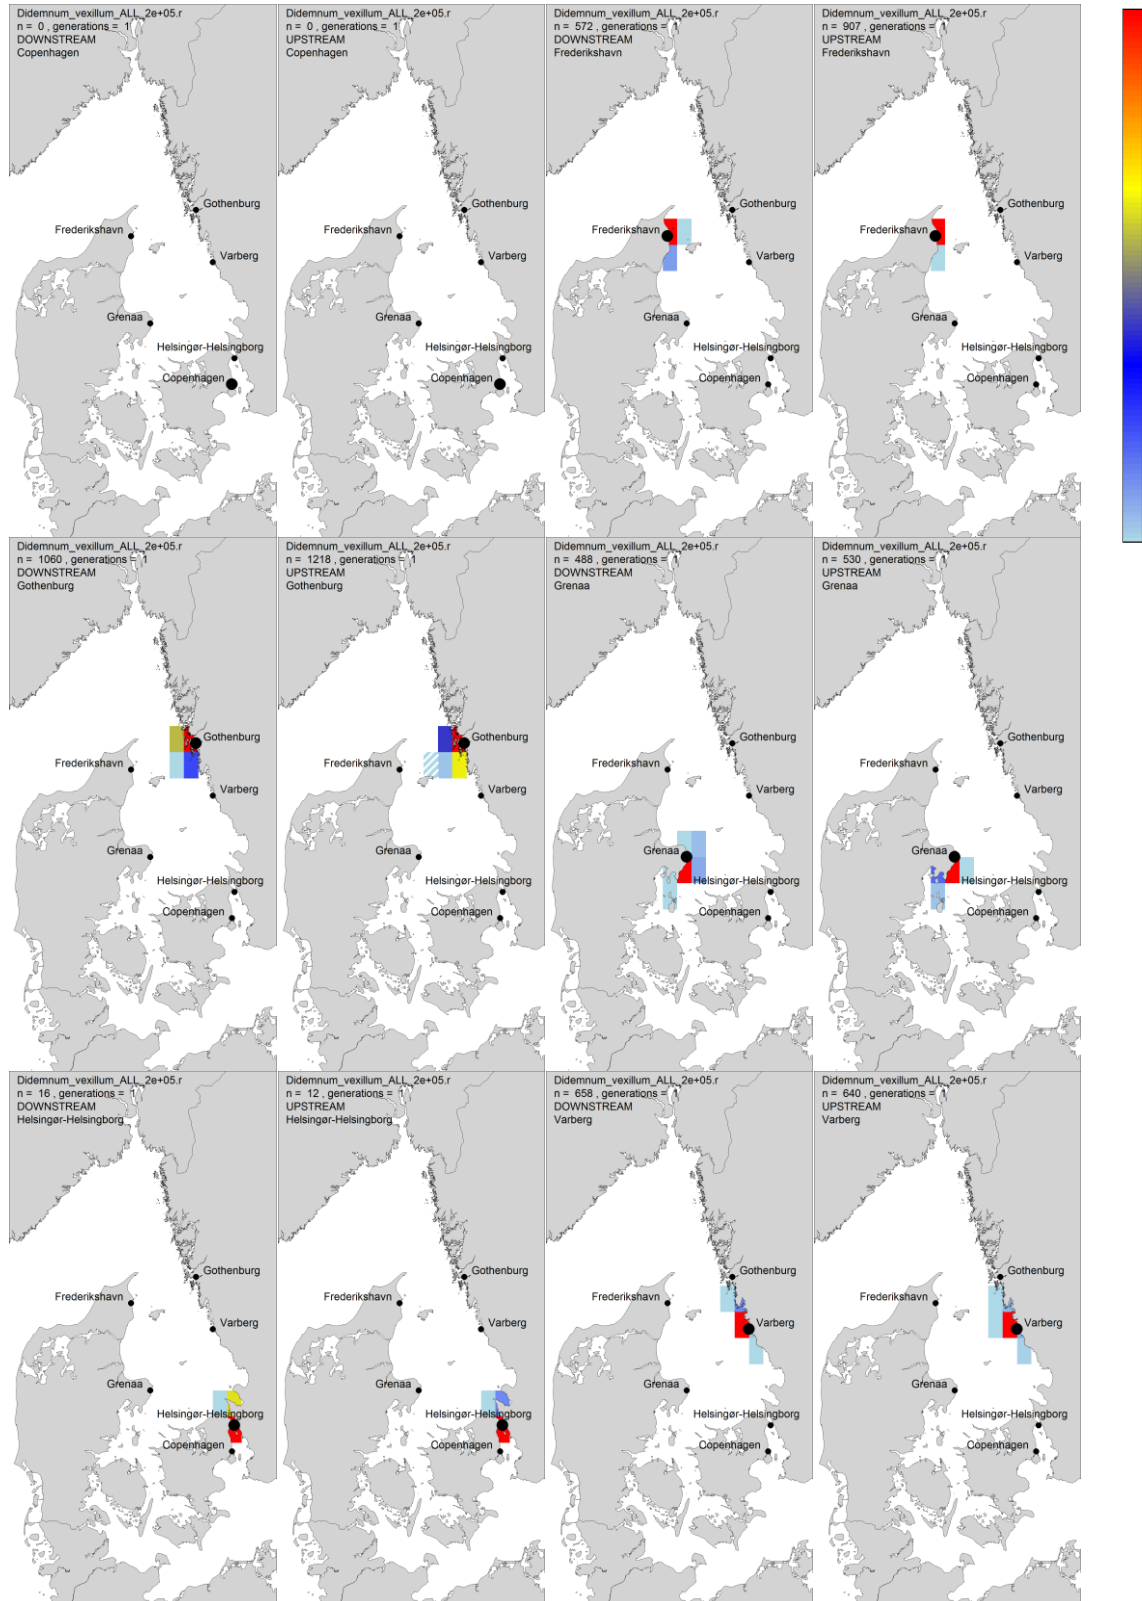 Didemnum_vexillum_ALL_2e+05.r
n = 0 , generations = 1
DOWNSTREAM
Copenhagen
Gothenburg
Frederikshavn
Varberg
Grenaa
Helsingør-Helsingborg
Copenhagen
Didemnum_vexillum_ALL_2e+05.r
n = 0 , generations = 1
UPSTREAM
Copenhagen
Gothenburg
Frederikshavn
Varberg
Grenaa
Helsingør-Helsingborg
Copenhagen
Didemnum_vexillum_ALL_2e+05.r
n = 572 , generations = 1
DOWNSTREAM
Frederikshavn
Gothenburg
Frederikshavn
Varberg
Grenaa
Helsingør-Helsingborg
Copenhagen
Didemnum_vexillum_ALL_2e+05.r
n = 907 , generations = 1
UPSTREAM
Frederikshavn
Gothenburg
Frederikshavn
Varberg
Grenaa
Helsingør-Helsingborg
Copenhagen
Didemnum_vexillum_ALL_2e+05.r
n = 1060 , generations = 1
DOWNSTREAM
Gothenburg
Gothenburg
Frederikshavn
Varberg
Grenaa
Helsingør-Helsingborg
Copenhagen
Didemnum_vexillum_ALL_2e+05.r
n = 1218 , generations = 1
UPSTREAM
Gothenburg
Gothenburg
Frederikshavn
Varberg
Grenaa
Helsingør-Helsingborg
Copenhagen
Didemnum_vexillum_ALL_2e+05.r
n = 488 , generations = 1
DOWNSTREAM
Grenaa
Gothenburg
Frederikshavn
Varberg
Grenaa
Helsingør-Helsingborg
Copenhagen
Didemnum_vexillum_ALL_2e+05.r
n = 530 , generations = 1
UPSTREAM
Grenaa
Gothenburg
Frederikshavn
Varberg
Grenaa
Helsingør-Helsingborg
Copenhagen
Didemnum_vexillum_ALL_2e+05.r
n = 16 , generations = 1
DOWNSTREAM
Helsingør-Helsingborg
Gothenburg
Frederikshavn
Varberg
Grenaa
Helsingør-Helsingborg
Copenhagen
Didemnum_vexillum_ALL_2e+05.r
n = 12 , generations = 1
UPSTREAM
Helsingør-Helsingborg
Gothenburg
Frederikshavn
Varberg
Grenaa
Helsingør-Helsingborg
Copenhagen
Didemnum_vexillum_ALL_2e+05.r
n = 658 , generations = 1
DOWNSTREAM
Varberg
Gothenburg
Frederikshavn
Varberg
Grenaa
Helsingør-Helsingborg
Copenhagen
Didemnum_vexillum_ALL_2e+05.r
n = 640 , generations = 1
UPSTREAM
Varberg
Gothenburg
Frederikshavn
Varberg
Grenaa
Helsingør-Helsingborg
Copenhagen